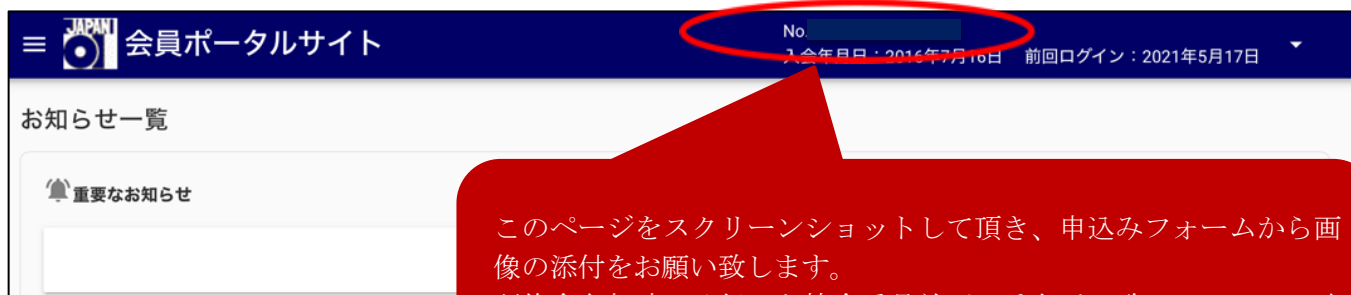 JAPAN
会員ポータルサイト
No.
入会年月日：2016年7月16日 前回ログイン：2021年5月17日
お知らせ一覧
重要なお知らせ
このページをスクリーンショットして頂き、申込みフォームから画
像の添付をお願い致します。